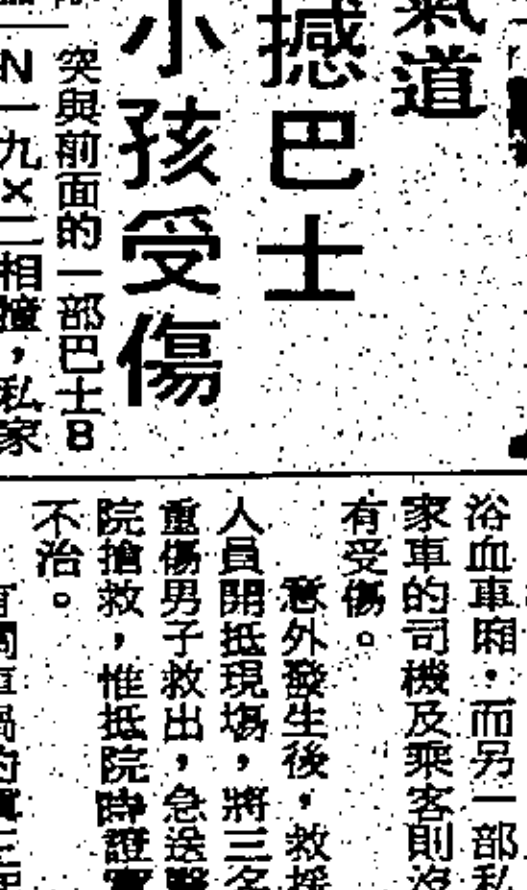 氣道
撼巴士
小孩受傷
突與前面的一部巴士B
N一九X二相撞，私家
浴血車廂，而另一部私
家車的司機及乘客則沒
有受傷。
意外發生後，救援
人員開抵現場，將三名
重傷男子救出，急送醫
院搶救，惟抵院時證實
不治。